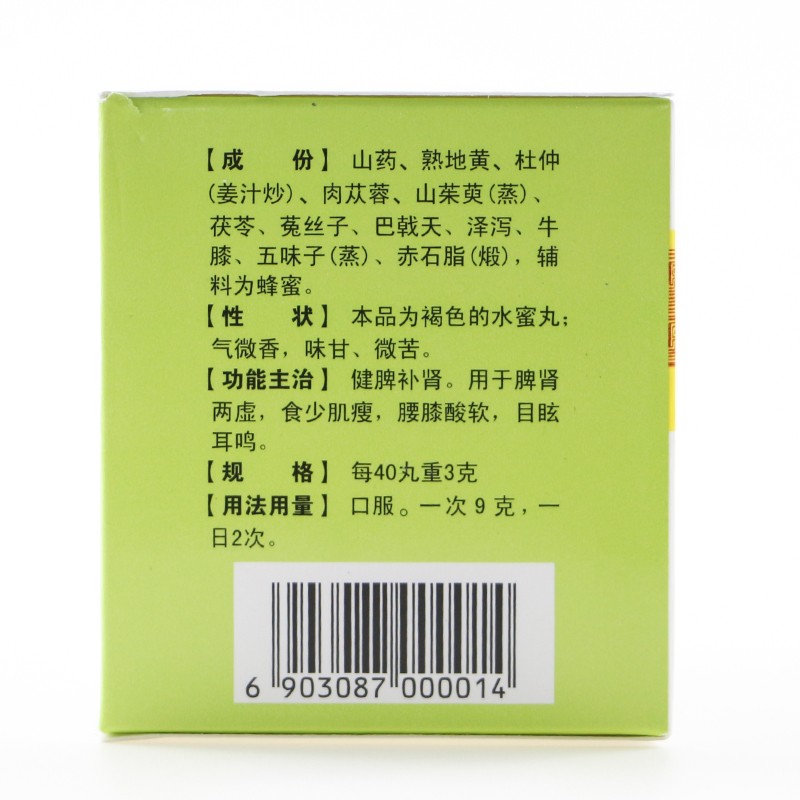 【成　　份】 山药、熟地黄、杜仲
(姜汁炒)、肉苁蓉、山茱萸(蒸)、
茯苓、菟丝子、巴戟天、泽泻、牛
膝、五味子(蒸)、赤石脂(煅)，辅
料为蜂蜜。
【性　　状】 本品为褐色的水蜜丸；
气微香，味甘、微苦。
【功能主治】 健脾补肾。用于脾肾
两虚，食少肌瘦，腰膝酸软，目眩
耳鸣。
【规　　格】 每40丸重3克
【用法用量】 口服。一次 9 克，一
日2次。
6 903087 000014